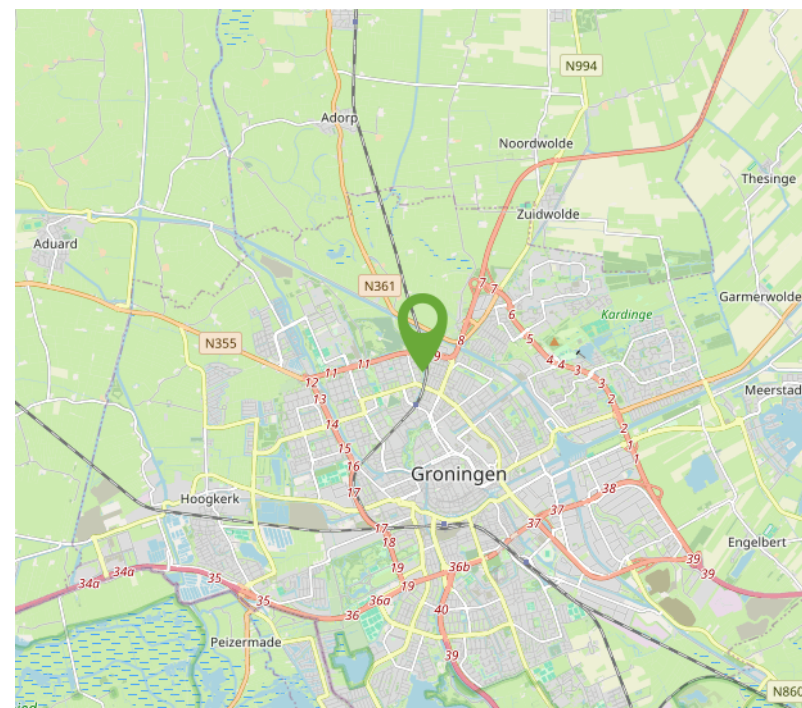 N994
Adorp
Noordwolde
Thesinge
Zuidwolde
Aduard
N361
7
7
Garmerwolde
Kardinge
6
8
5
N355
9
4
4
3
11
11
3
12
2
Meerstad
13
14
2
15
1
1
16
Groningen
17
38
Hoogkerk
37
37
17
18
Engelbert
39
36b
34a
34a
35
19
39
35
36a
19
36
40
Peizermade
39
N860